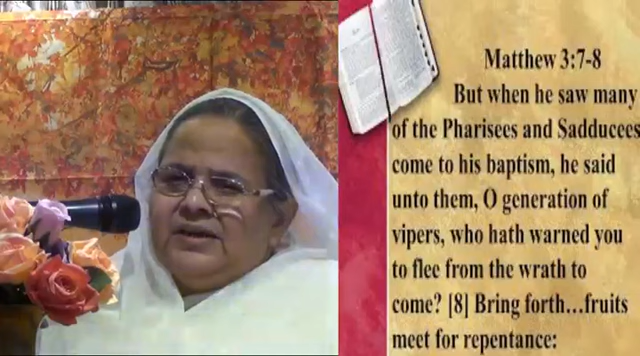 Matthew 3:7-8
But when he saw many
of the Pharisees and Sadducees
come to his baptism, he said
unto them, O generation of
vipers, who hath warned you
to flee from the wrath to
come? [8] Bring forth…fruits
meet for repentance: